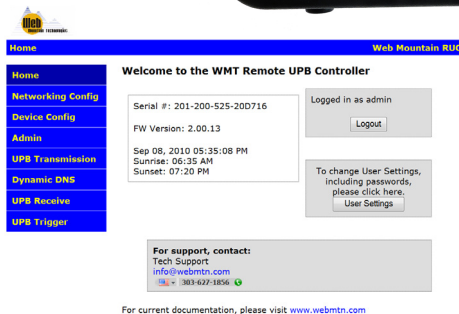 Web
Mountain Technologies
Home
Web Mountain RUC
Home
Networking Config
Device Config
Admin
UPB Transmission
Dynamic DNS
UPB Receive
UPB Trigger
Welcome to the WMT Remote UPB Controller
Serial #: 201-200-525-20D716
FW Version: 2.00.13
Sep 08, 2010 05:35:08 PM
Sunrise: 06:35 AM
Sunset: 07:20 PM
Logged in as admin
Logout
To change User Settings,
including passwords,
please click here.
User Settings
For support, contact:
Tech Support
info@webmtn.com
303-627-1856
For current documentation, please visit www.webmtn.com